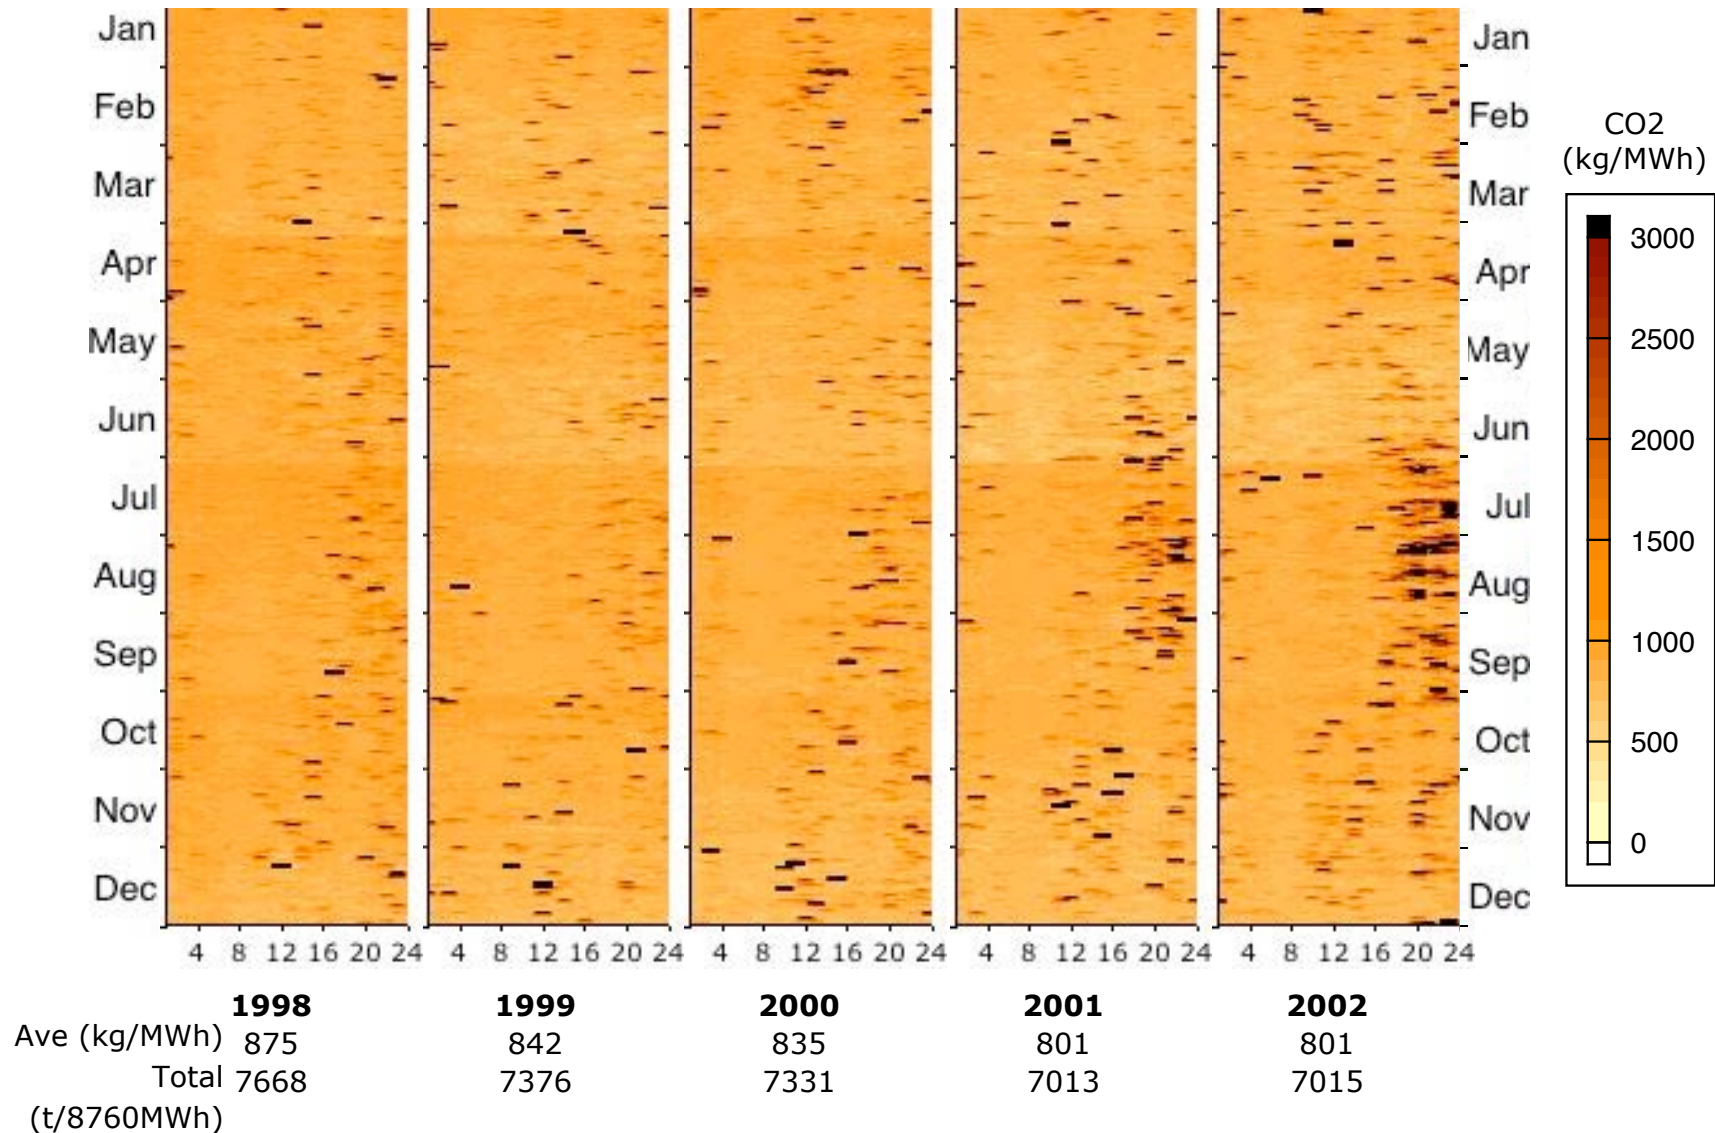 Jan
Feb
Mar
Apr
May
Jun
Jul
Aug
Sep
Oct
Nov
Dec
Jan
Feb
Mar
Apr
May
Jun
Jul
Aug
Sep
Oct
Nov
Dec
CO2
(kg/MWh)
3000
2500
2000
1500
1000
500
0
4 8 12 16 20 24 4 8 12 16 20 24 4 8 12 16 20 24 4 8 12 16 20 24 4 8 12 16 20 24
1998 1999 2000 2001 2002
Ave (kg/MWh) 875 842 835 801 801
Total 7668 7376 7331 7013 7015
(t/8760MWh)